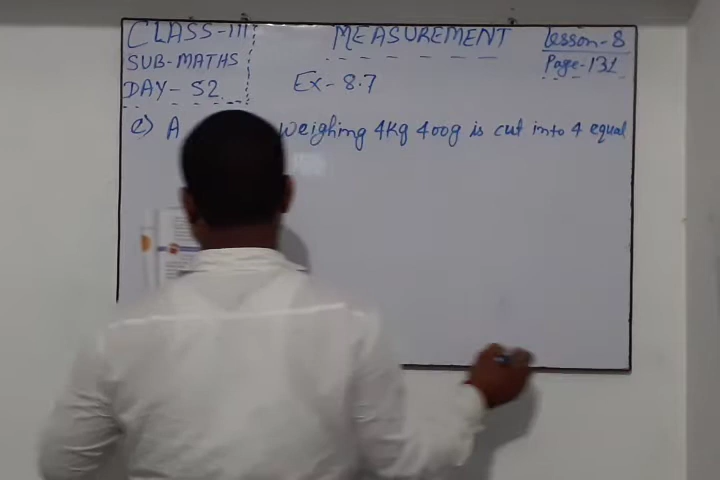 CLASS-III
SUB-MATHS
DAY-52
MEASUREMENT
Ex-8.7
Lesson-8
Page-131
e) A weighing 4kg 400g is cut into 4 equal